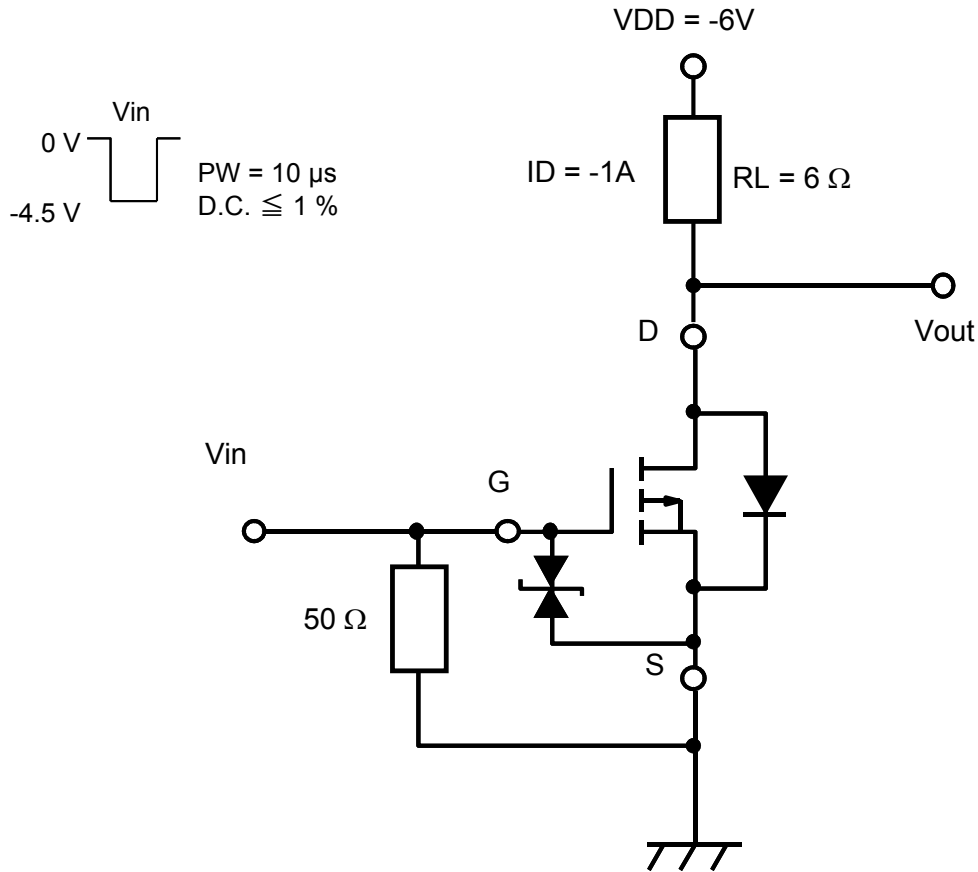 VDD = -6V
Vin
0 V
-4.5 V
PW = 10 μs
D.C. ≦ 1 %
ID = -1A
RL = 6 Ω
D
Vout
Vin
G
50 Ω
S